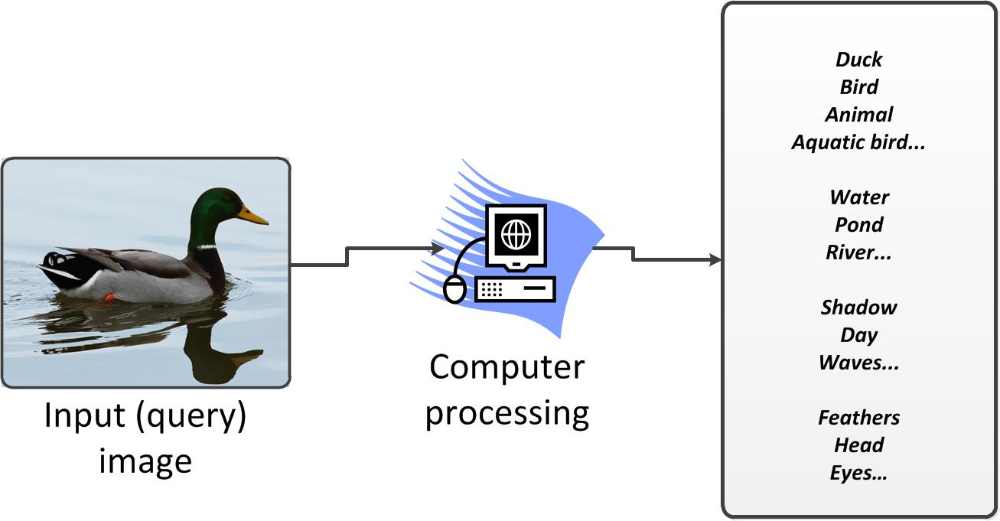 Input (query)
image
Computer
processing
Duck
Bird
Animal
Aquatic bird...
Water
Pond
River...
Shadow
Day
Waves...
Feathers
Head
Eyes...